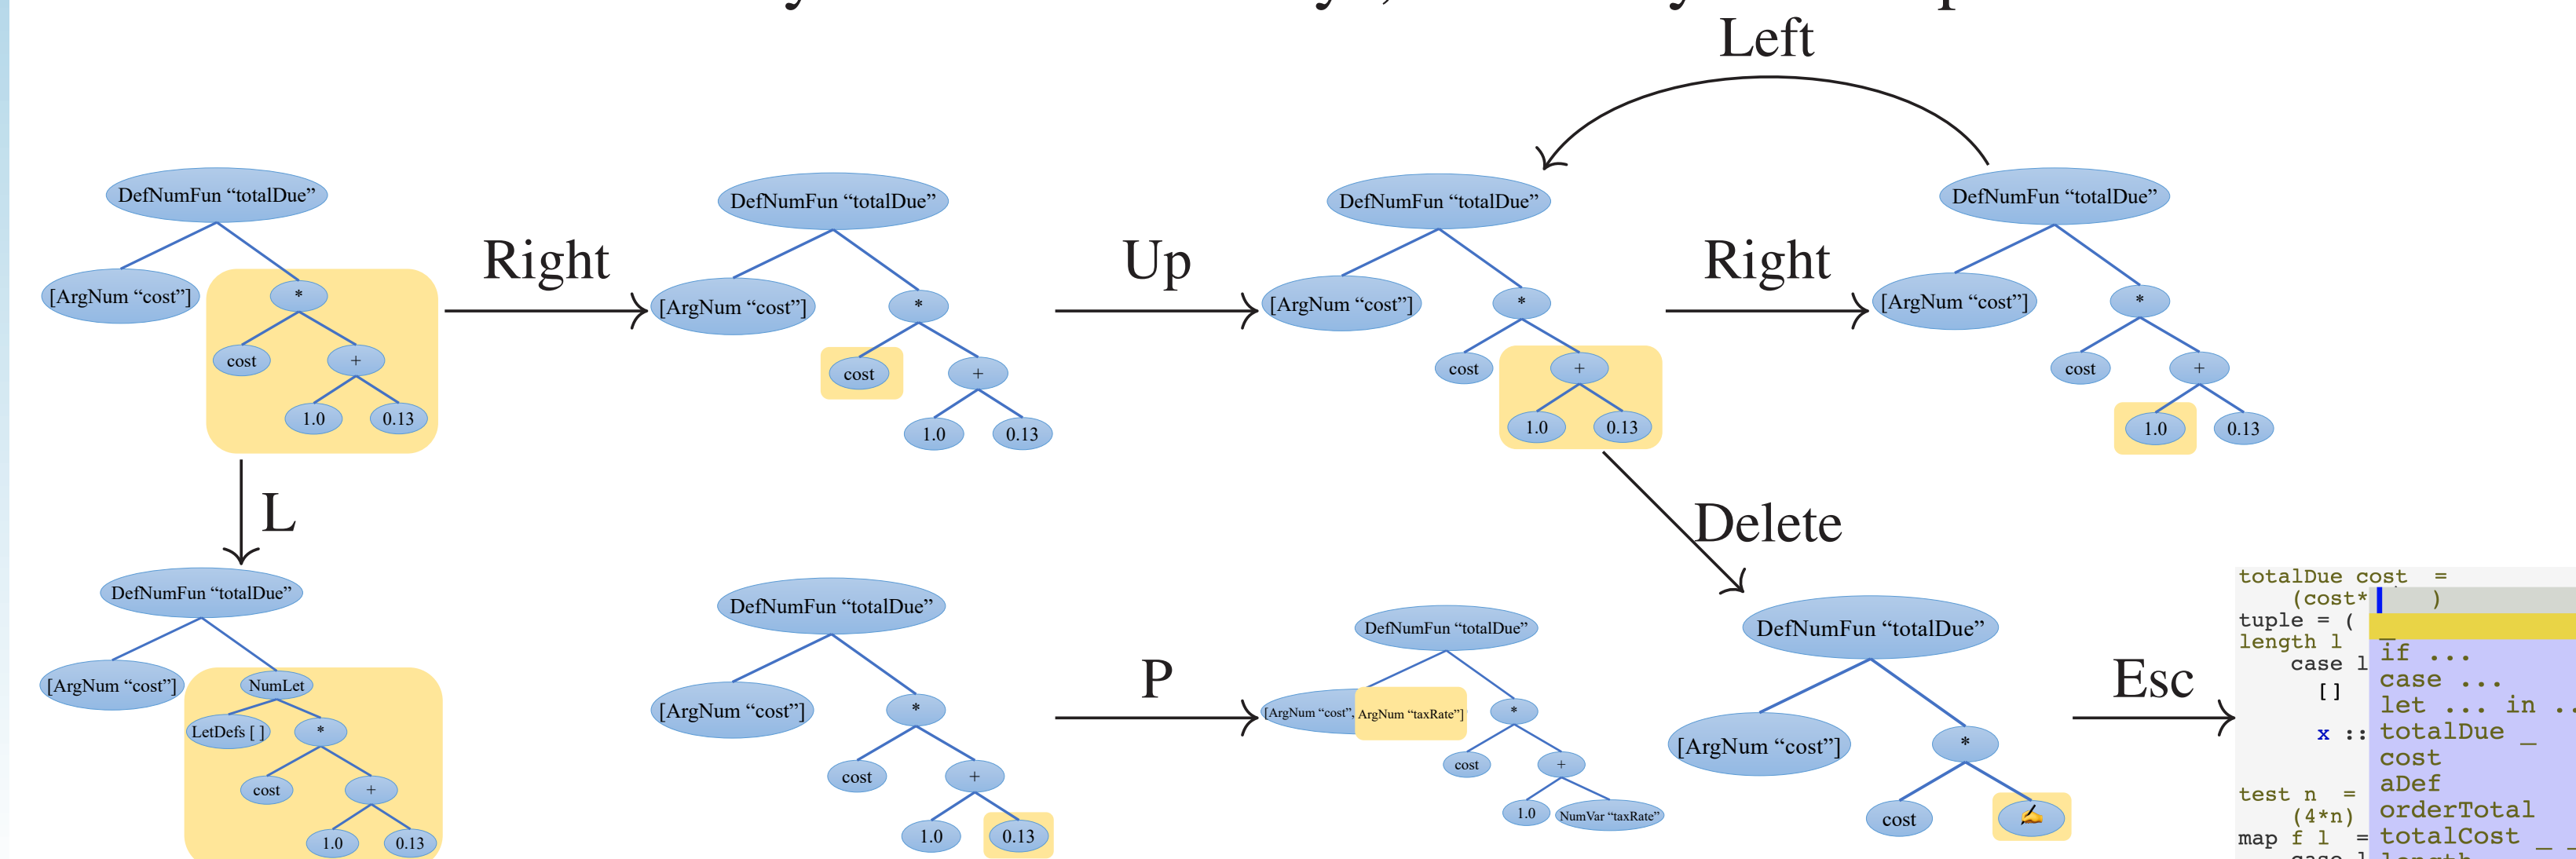 Left
DefNumFun “totalDue”
[ArgNum “cost”]
*
cost
+
1.0
0.13
Right
DefNumFun “totalDue”
[ArgNum “cost”]
*
cost
+
1.0
0.13
Up
DefNumFun “totalDue”
[ArgNum “cost”]
*
cost
+
1.0
0.13
Right
DefNumFun “totalDue”
[ArgNum “cost”]
*
cost
+
1.0
0.13
L
Delete
DefNumFun “totalDue”
[ArgNum “cost”]
NumLet
LetDefs [ ]
*
cost
+
1.0
0.13
DefNumFun “totalDue”
[ArgNum “cost”]
*
cost
+
1.0
0.13
P
DefNumFun “totalDue”
[ArgNum “cost”, ArgNum “taxRate”]
*
cost
+
1.0
NumVar “taxRate”
DefNumFun “totalDue”
[ArgNum “cost”]
*
cost
✍
Esc
totalDue cost =
(cost* )
tuple = (
length l
case l
[]
x ::
test n =
(4*n)
map f l =
_
if ...
case ...
let ... in ..
totalDue _
cost
aDef
orderTotal
totalCost _ _